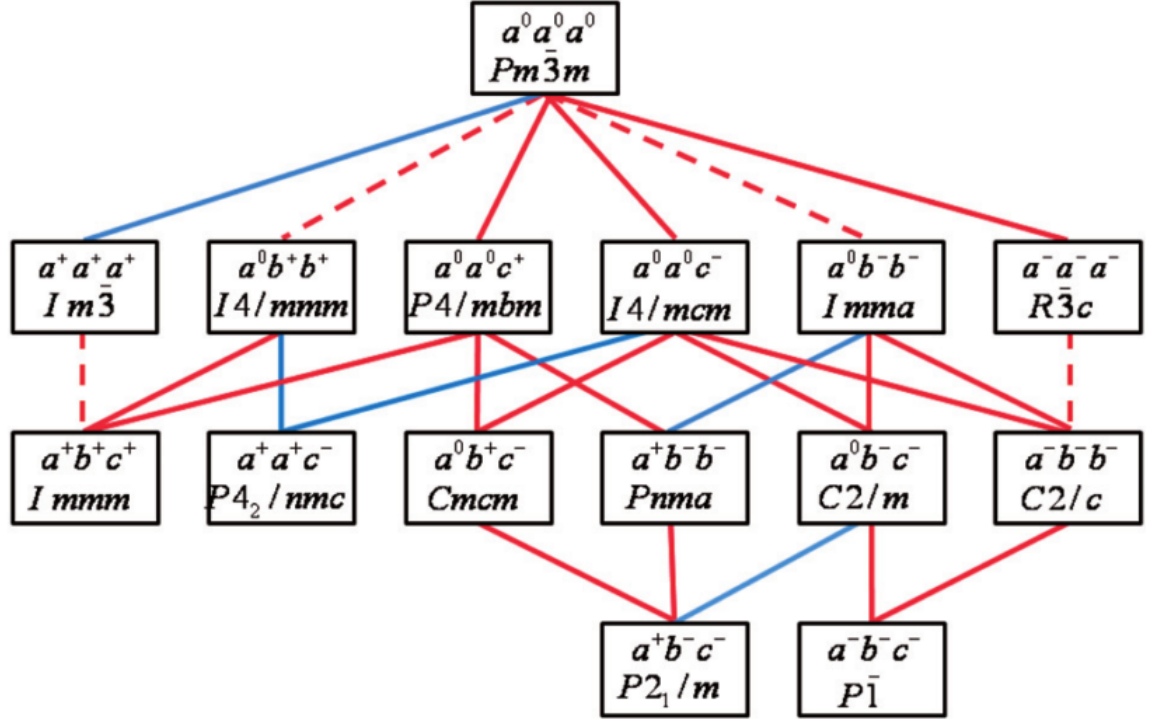 a⁰a⁰a⁰
Pm3̄m
a⁺a⁺a⁺
Im3̄
a⁰b⁺b⁺
I4/mmm
a⁰a⁰c⁺
P4/mbm
a⁰a⁰c⁻
I4/mcm
a⁰b⁻b⁻
Imma
a⁻a⁻a⁻
R3̄c
a⁺b⁺c⁺
Immm
a⁺a⁺c⁻
P4₂/nmc
a⁰b⁺c⁻
Cmcm
a⁺b⁻b⁻
Pnma
a⁰b⁻c⁻
C2/m
a⁻b⁻b⁻
C2/c
a⁺b⁻c⁻
P2₁/m
a⁻b⁻c⁻
P1̄